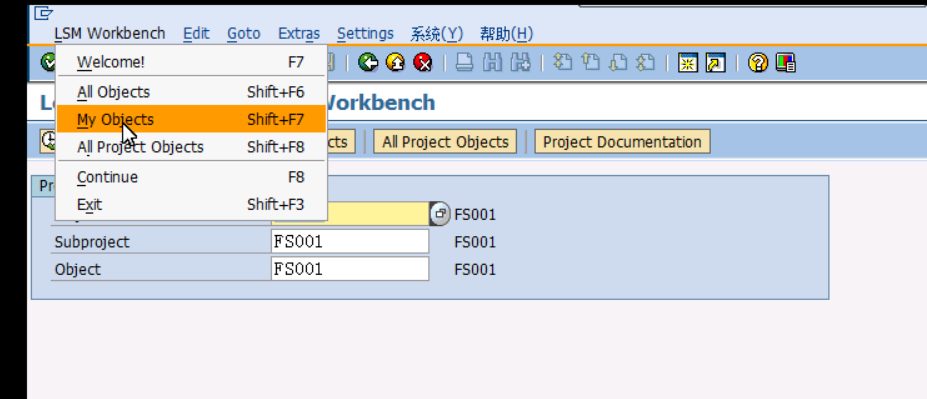 LSM Workbench Edit Goto Extras Settings 系统(Y) 帮助(H)
Welcome! F7
All Objects Shift+F6
Workbench
My Objects Shift+F7
All Project Objects Shift+F8
All Project Objects Project Documentation
Continue F8
Exit Shift+F3
FS001
Subproject FS001 FS001
Object FS001 FS001